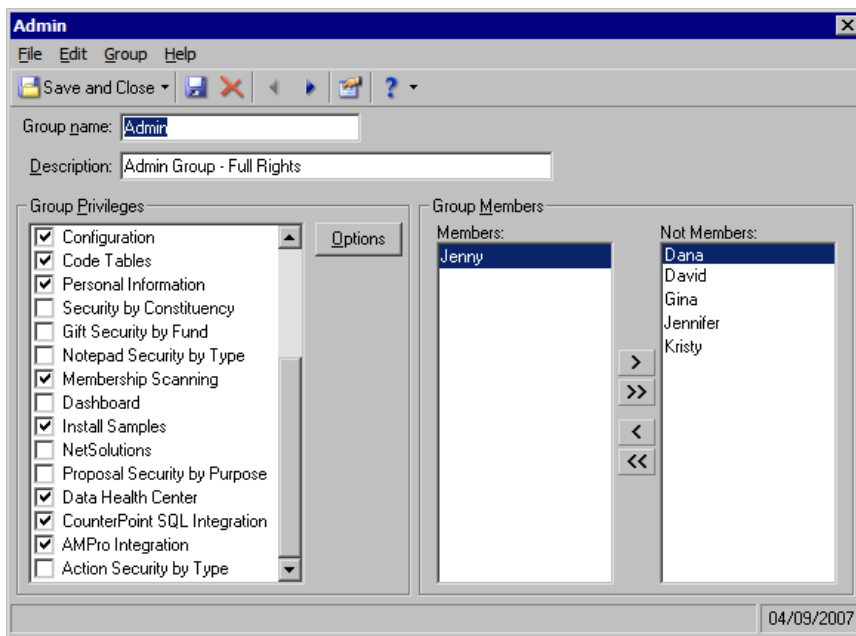 Admin
File Edit Group Help
Save and Close
Group name: Admin
Description: Admin Group - Full Rights
Group Privileges
Configuration
Code Tables
Personal Information
Security by Constituency
Gift Security by Fund
Notepad Security by Type
Membership Scanning
Dashboard
Install Samples
NetSolutions
Proposal Security by Purpose
Data Health Center
CounterPoint SQL Integration
AMPro Integration
Action Security by Type
Options
Group Members
Members:
Jenny
>
>>
<
<<
Not Members:
Dana
David
Gina
Jennifer
Kristy
04/09/2007